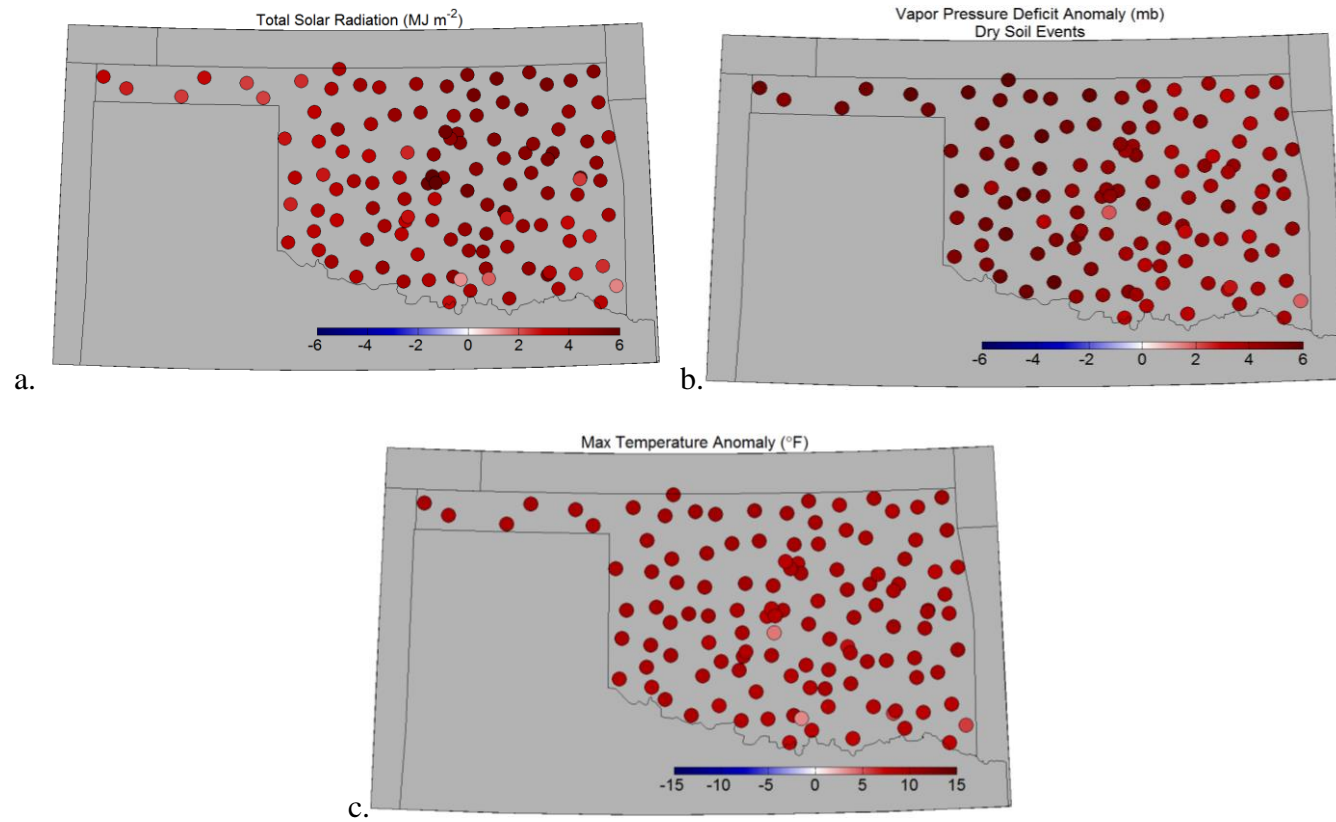 Total Solar Radiation (MJ m-2)
-6 -4 -2 0 2 4 6
a.
Vapor Pressure Deficit Anomaly (mb)
Dry Soil Events
-6 -4 -2 0 2 4 6
b.
Max Temperature Anomaly (°F)
-15 -10 -5 0 5 10 15
c.